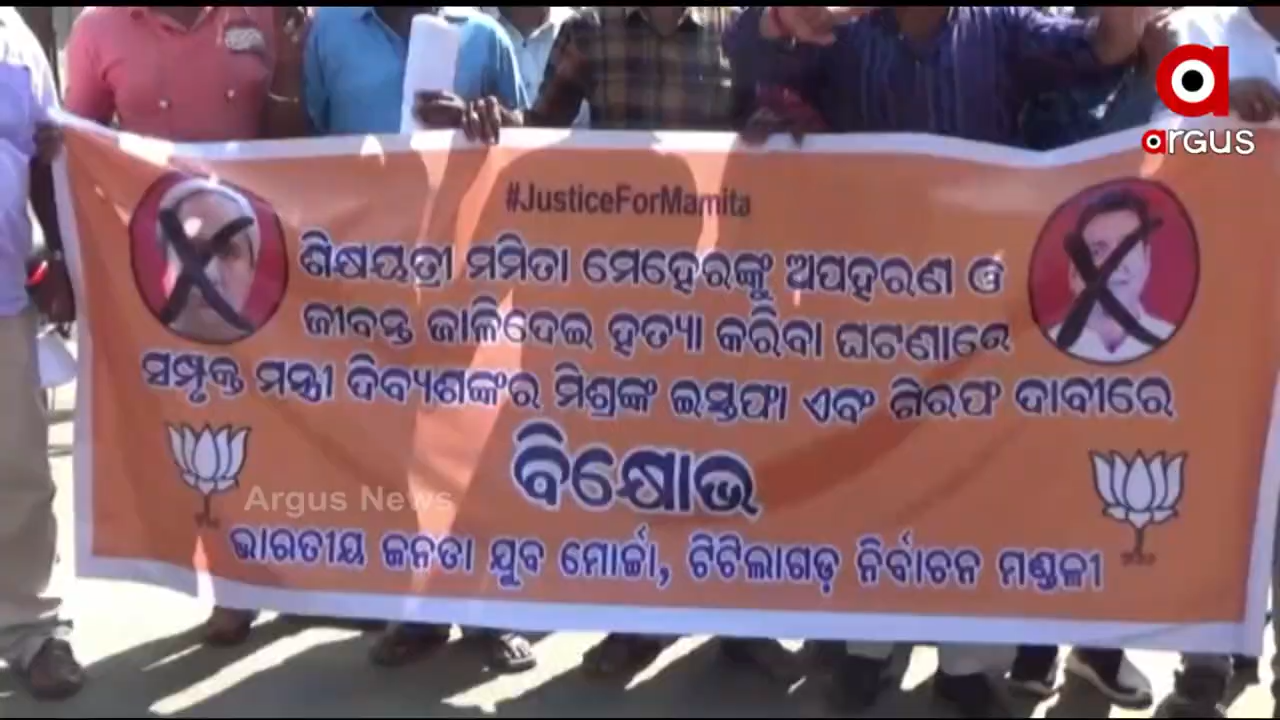 a
argus
#JusticeForMamita
ଶିକ୍ଷୟତ୍ରୀ ମମିତା ମେହେରଙ୍କୁ ଅପହରଣ ଓ
ଜୀବନ୍ତ ଜାଳିଦେଇ ହତ୍ୟା କରିବା ଘଟଣାରେ
ସମ୍ପୃକ୍ତ ମନ୍ତ୍ରୀ ଦିବ୍ୟଶଙ୍କର ମିଶ୍ରଙ୍କ ଇସ୍ତଫା ଏବଂ ଗିରଫ ଦାବୀରେ
ବିକ୍ଷୋଭ
Argus News
ଭାରତୀୟ ଜନତା ଯୁବ ମୋର୍ଚ୍ଚା, ଟିଟିଲାଗଡ଼ ନିର୍ବାଚନ ମଣ୍ଡଳୀ